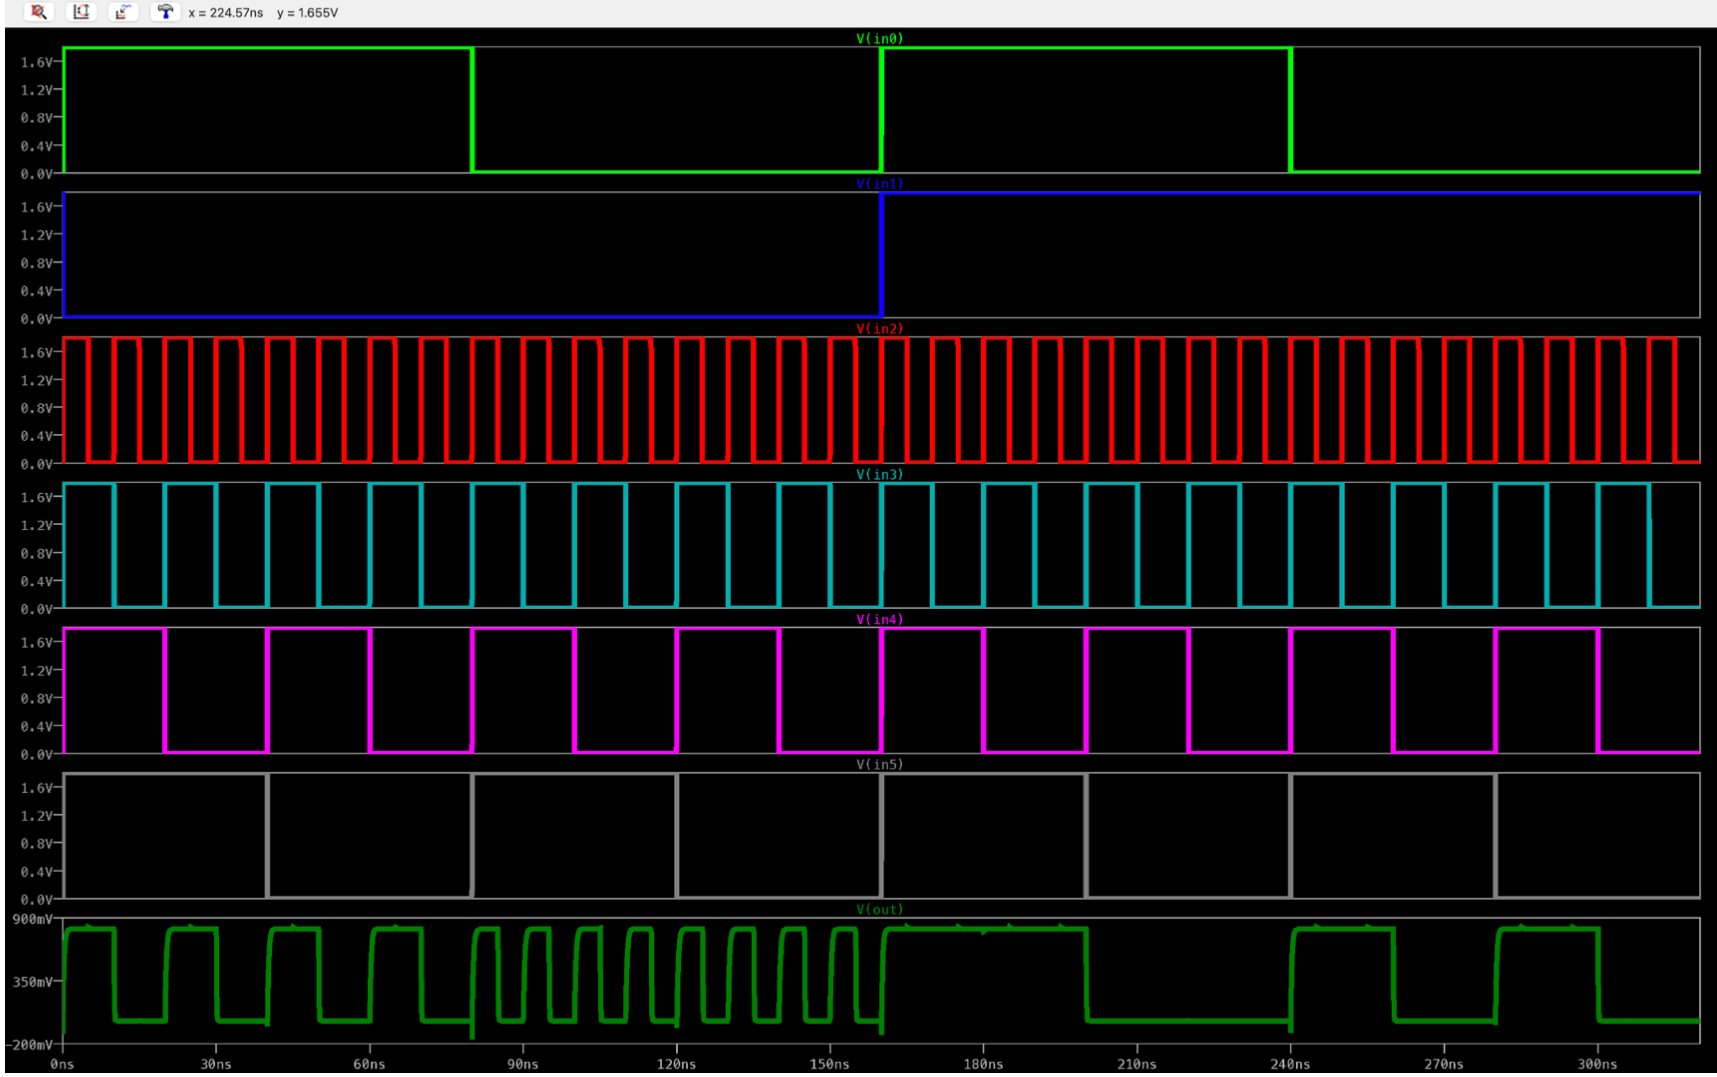 x = 224.57ns y = 1.655V
V(in0)
1.6V
1.2V
0.8V
0.4V
0.0V
V(in1)
1.6V
1.2V
0.8V
0.4V
0.0V
V(in2)
1.6V
1.2V
0.8V
0.4V
0.0V
V(in3)
1.6V
1.2V
0.8V
0.4V
0.0V
V(in4)
1.6V
1.2V
0.8V
0.4V
0.0V
V(in5)
1.6V
1.2V
0.8V
0.4V
0.0V
V(out)
900mV
350mV
-200mV
0ns 30ns 60ns 90ns 120ns 150ns 180ns 210ns 240ns 270ns 300ns